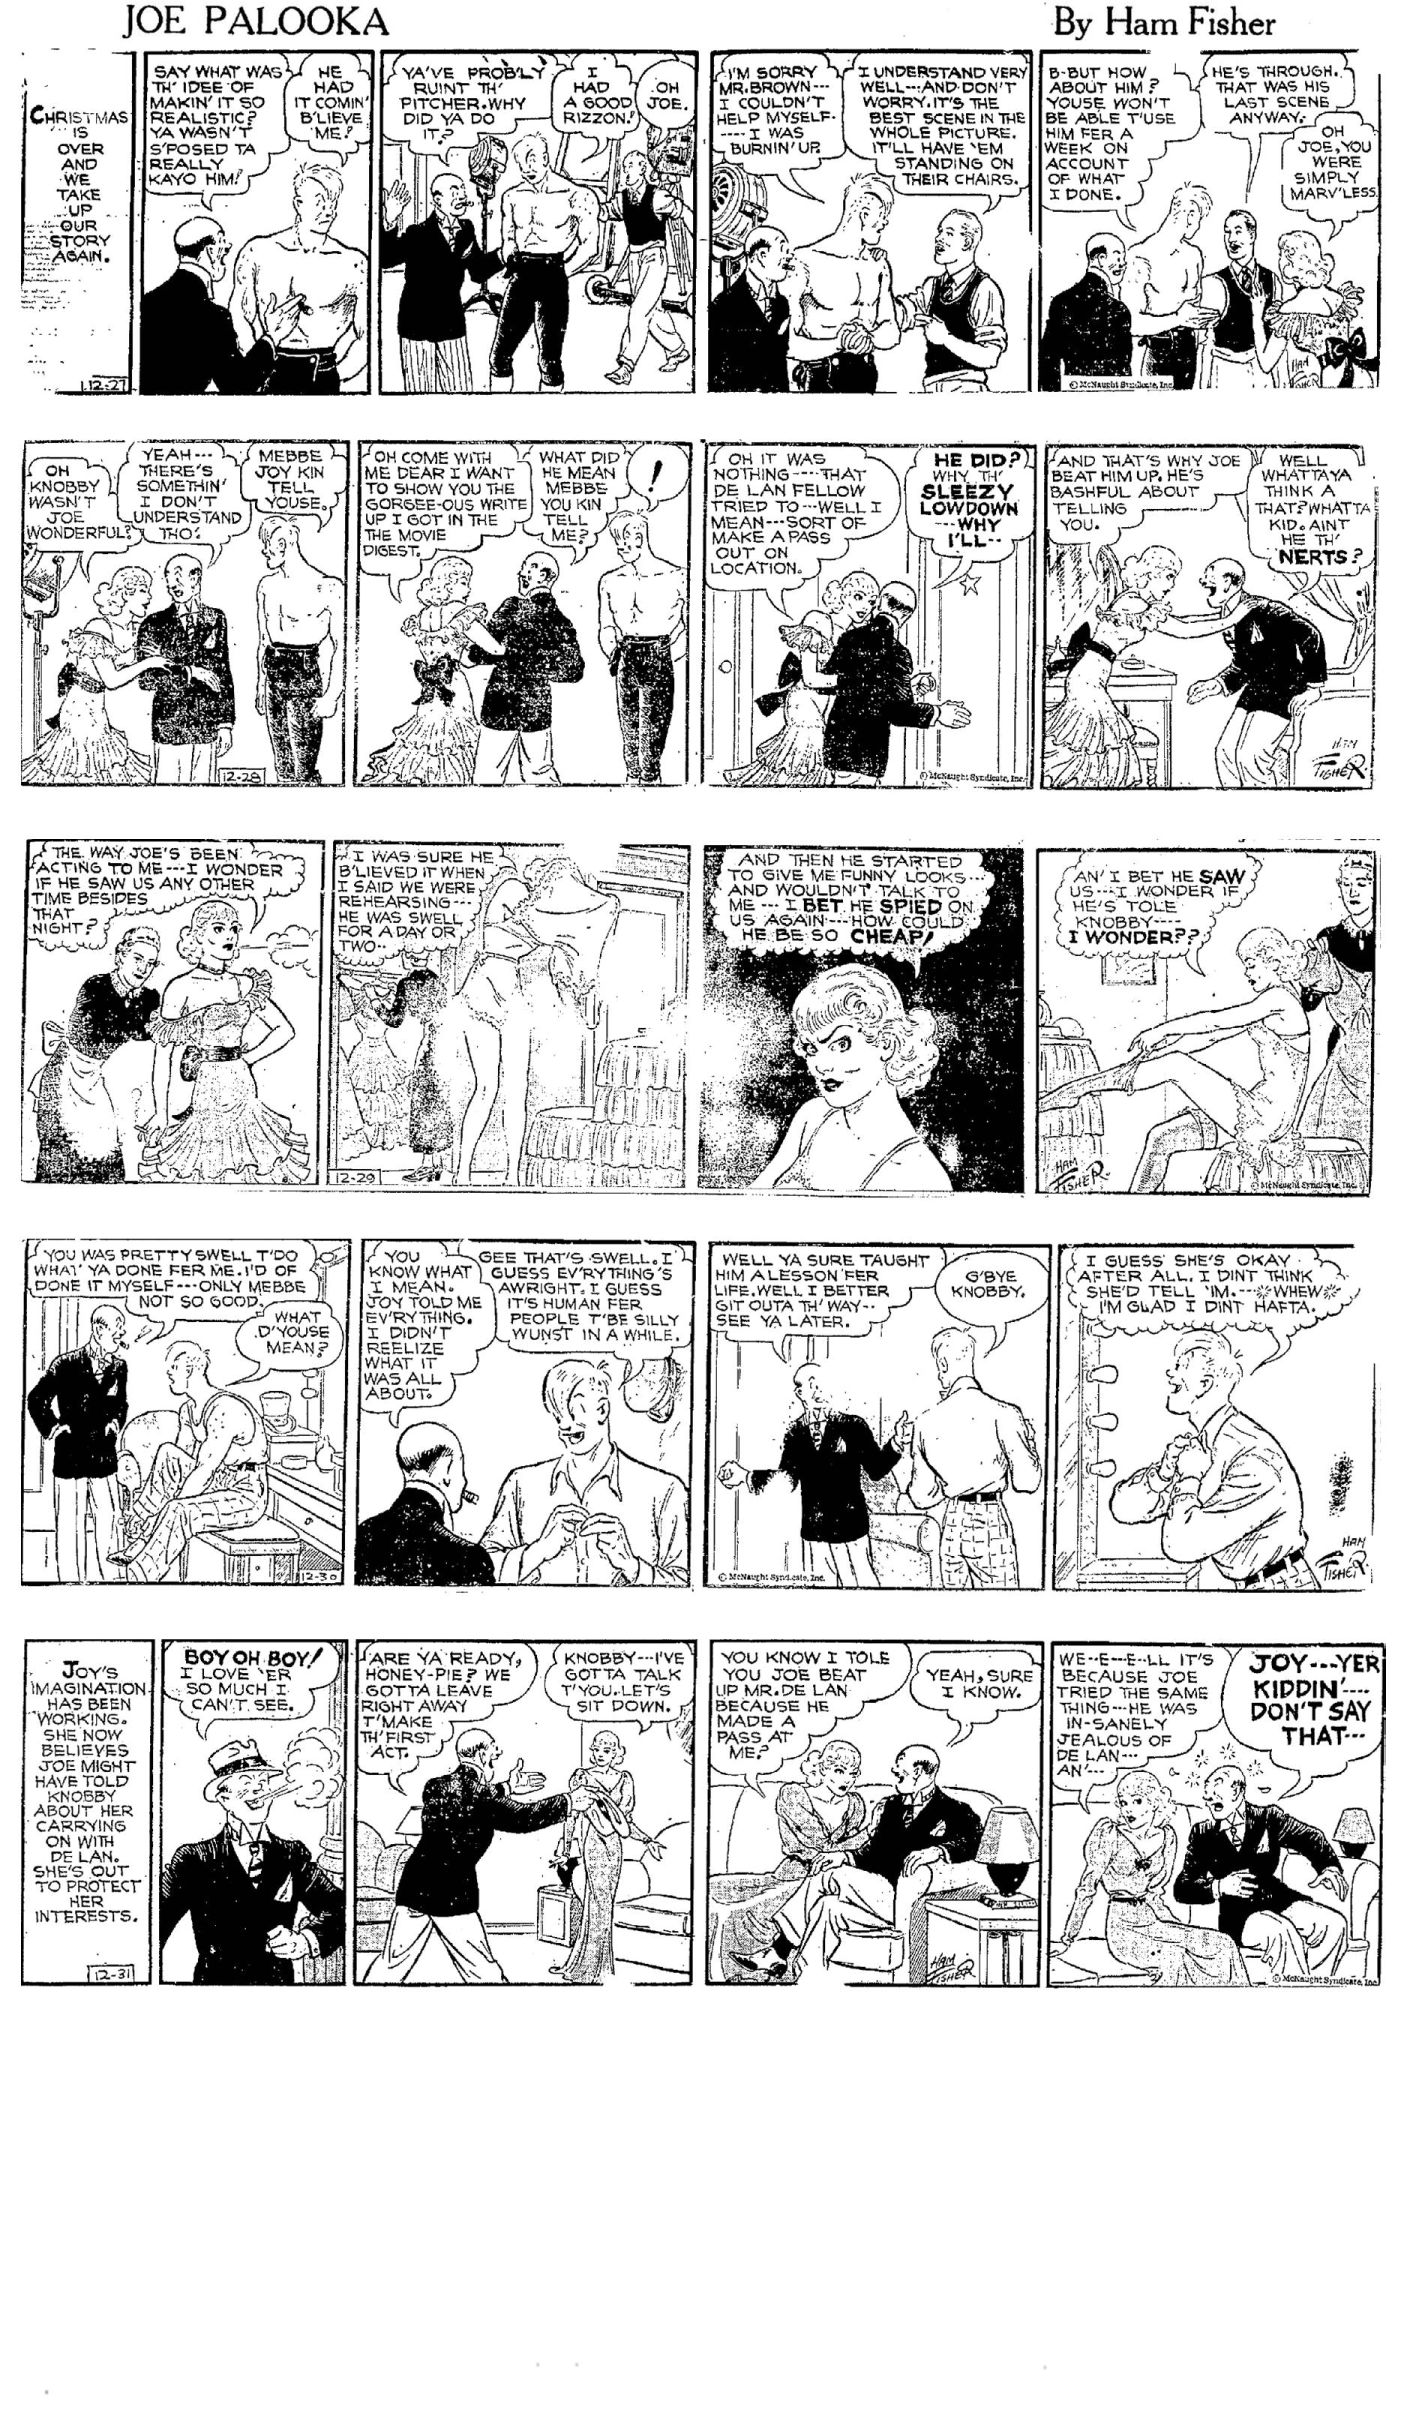 JOE PALOOKA
By Ham Fisher
CHRISTMAS
IS
OVER
AND
WE
TAKE
UP
OUR
STORY
AGAIN.
12-27
SAY WHAT WAS
TH' IDEE OF
MAKIN' IT SO
REALISTIC?
YA WASN'T
S'POSED TA
REALLY
KAYO HIM!
HE
HAD
IT COMIN'
B'LIEVE
ME!
YA'VE PROB'LY
RUINT TH'
PITCHER. WHY
DID YA DO
IT?
I
HAD
A GOOD
RIZZON!
OH
JOE.
I'M SORRY
MR. BROWN---
I COULDN'T
HELP MYSELF.
----I WAS
BURNIN' UP.
I UNDERSTAND VERY
WELL--AND DON'T
WORRY. IT'S THE
BEST SCENE IN THE
WHOLE PICTURE.
IT'LL HAVE 'EM
STANDING ON
THEIR CHAIRS.
B-BUT HOW
ABOUT HIM?
YOUSE WON'T
BE ABLE T'USE
HIM FER A
WEEK ON
ACCOUNT
OF WHAT
I DONE.
HE'S THROUGH.
THAT WAS HIS
LAST SCENE
ANYWAY.
OH
JOE, YOU
WERE
SIMPLY
MARV'LESS
HAM
FISHER
© McNaught Syndicate, Inc.
OH
KNOBBY
WASN'T
JOE
WONDERFUL?
YEAH---
THERE'S
SOMETHIN'
I DON'T
UNDERSTAND
THO'.
MEBBE
JOY KIN
TELL
YOUSE.
12-28
OH COME WITH
ME DEAR I WANT
TO SHOW YOU THE
GORGEE-OUS WRITE
UP I GOT IN THE
THE MOVIE
DIGEST.
WHAT DID
HE MEAN
MEBBE
YOU KIN
TELL
ME?
!
OH IT WAS
NOTHING----THAT
DE LAN FELLOW
TRIED TO--WELL I
MEAN---SORT OF
MAKE A PASS
OUT ON
LOCATION.
HE DID?
WHY TH'
SLEEZY
LOWDOWN
---WHY
I'LL--
© McNaught Syndicate, Inc.
AND THAT'S WHY JOE
BEAT HIM UP. HE'S
BASHFUL ABOUT
TELLING
YOU.
WELL
WHATTAYA
THINK A
THAT? WHATTA
KID. AINT
HE TH'
NERTS?
HAM
FISHER
THE WAY JOE'S BEEN
ACTING TO ME---I WONDER
IF HE SAW US ANY OTHER
TIME BESIDES
THAT
NIGHT?
I WAS SURE HE
B'LIEVED IT WHEN
I SAID WE WERE
REHEARSING---
HE WAS SWELL
FOR A DAY OR
TWO--
12-29
AND THEN HE STARTED
TO GIVE ME FUNNY LOOKS---
AND WOULDN'T TALK TO
ME --- I BET HE SPIED ON
US AGAIN---HOW COULD
HE BE SO CHEAP!
AN' I BET HE SAW
US---I WONDER IF
HE'S TOLE
KNOBBY----
I WONDER??
HAM
FISHER
© McNaught Syndicate, Inc.
YOU WAS PRETTY SWELL T'DO
WHAT YA DONE FER ME. I'D OF
DONE IT MYSELF---ONLY MEBBE
NOT SO GOOD.
WHAT
D'YOUSE
MEAN?
12-30
YOU
KNOW WHAT
I MEAN.
JOY TOLD ME
EV'RYTHING.
I DIDN'T
REELIZE
WHAT IT
WAS ALL
ABOUT.
GEE THAT'S SWELL. I
GUESS EV'RYTHING'S
AWRIGHT. I GUESS
IT'S HUMAN FER
PEOPLE T'BE SILLY
WUNST IN A WHILE.
WELL YA SURE TAUGHT
HIM A LESSON FER
LIFE. WELL I BETTER
GIT OUTA TH' WAY--
SEE YA LATER.
G'BYE
KNOBBY.
© McNaught Syndicate, Inc.
I GUESS SHE'S OKAY
AFTER ALL. I DINT THINK
SHE'D TELL 'IM.--*WHEW*
I'M GLAD I DINT HAFTA.
HAM
FISHER
JOY'S
IMAGINATION
HAS BEEN
WORKING.
SHE NOW
BELIEVES
JOE MIGHT
HAVE TOLD
KNOBBY
ABOUT HER
CARRYING
ON WITH
DE LAN.
SHE'S OUT
TO PROTECT
HER
INTERESTS.
12-31
BOY OH BOY!
I LOVE 'ER
SO MUCH I
CAN'T SEE.
ARE YA READY,
HONEY-PIE? WE
GOTTA LEAVE
RIGHT AWAY
T'MAKE
TH' FIRST
ACT.
KNOBBY---I'VE
GOTTA TALK
T'YOU. LET'S
SIT DOWN.
YOU KNOW I TOLE
YOU JOE BEAT
UP MR. DE LAN
BECAUSE HE
MADE A
PASS AT
ME?
YEAH, SURE
I KNOW.
HAM
FISHER
WE--E--E--LL IT'S
BECAUSE JOE
TRIED THE SAME
THING---HE WAS
IN-SANELY
JEALOUS OF
DE LAN---
AN'---
JOY---YER
KIDDIN'----
DON'T SAY
THAT---
© McNaught Syndicate, Inc.